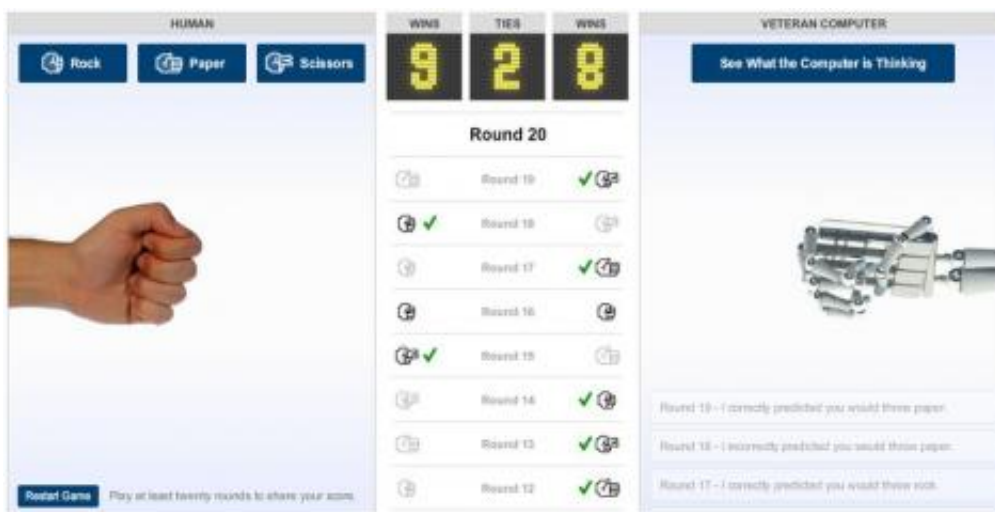 HUMAN
Rock
Paper
Scissors
Restart Game
Play at least twenty rounds to share your score.
WINS
TIES
WINS
9
2
8
Round 20
Round 19
Round 18
Round 17
Round 16
Round 15
Round 14
Round 13
Round 12
VETERAN COMPUTER
See What the Computer is Thinking
Round 19 - I correctly predicted you would throw paper.
Round 18 - I incorrectly predicted you would throw paper.
Round 17 - I correctly predicted you would throw rock.